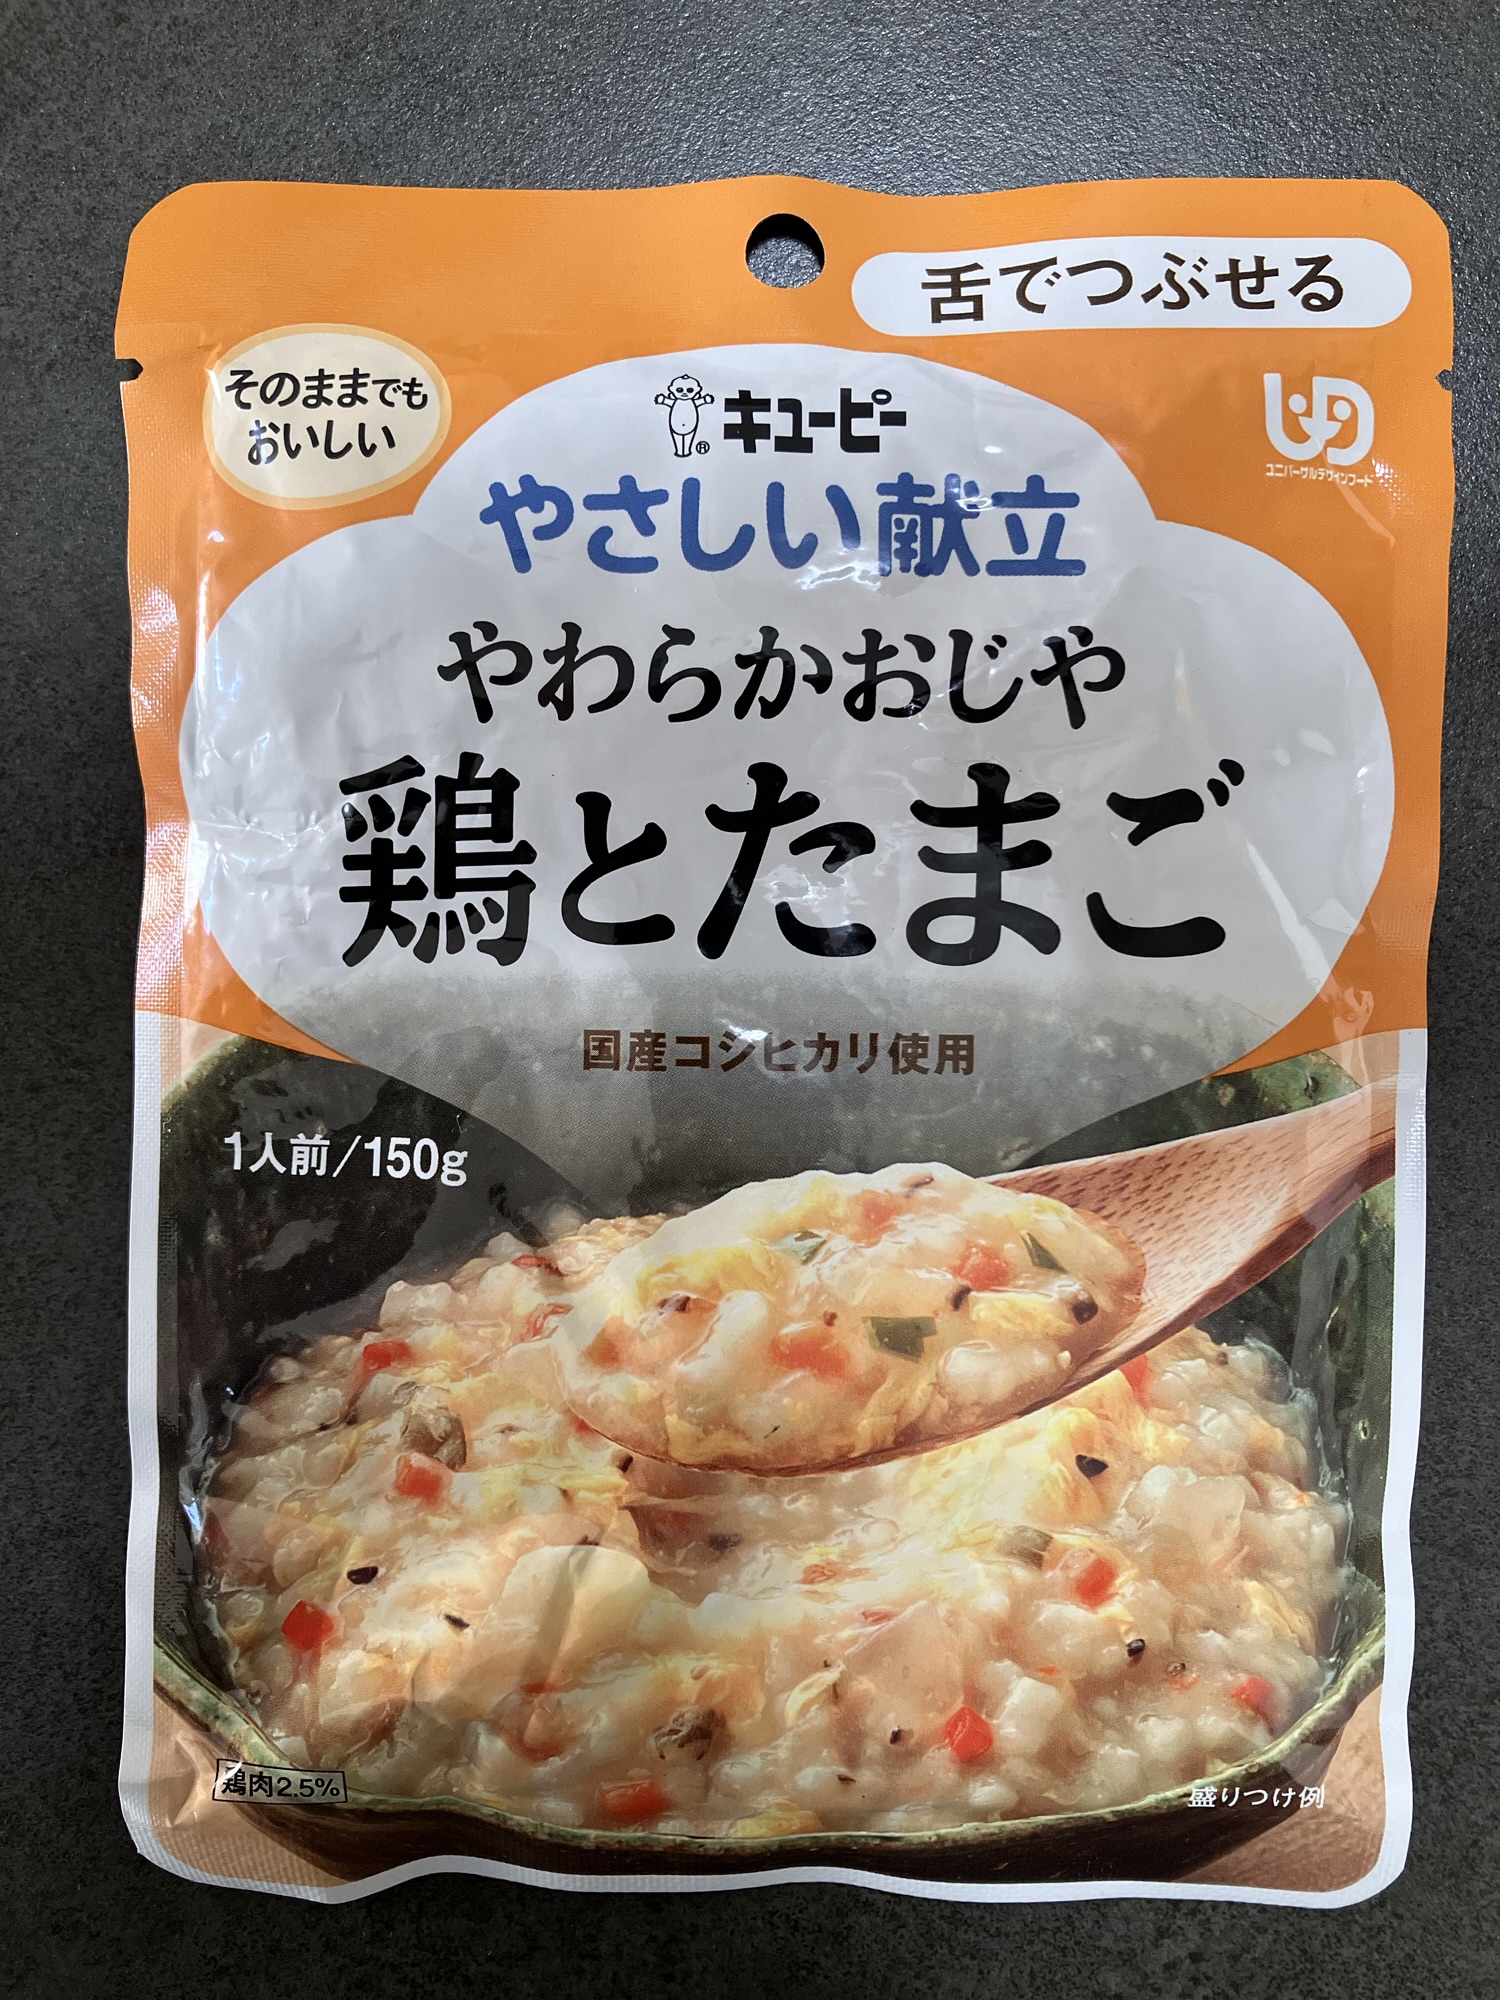 舌でつぶせる
そのままでも
おいしい
キユーピー
ユニバーサルデザインフード
やさしい献立
やわらかおじや
鶏とたまご
国産コシヒカリ使用
1人前/150g
鶏肉2.5%
盛りつけ例